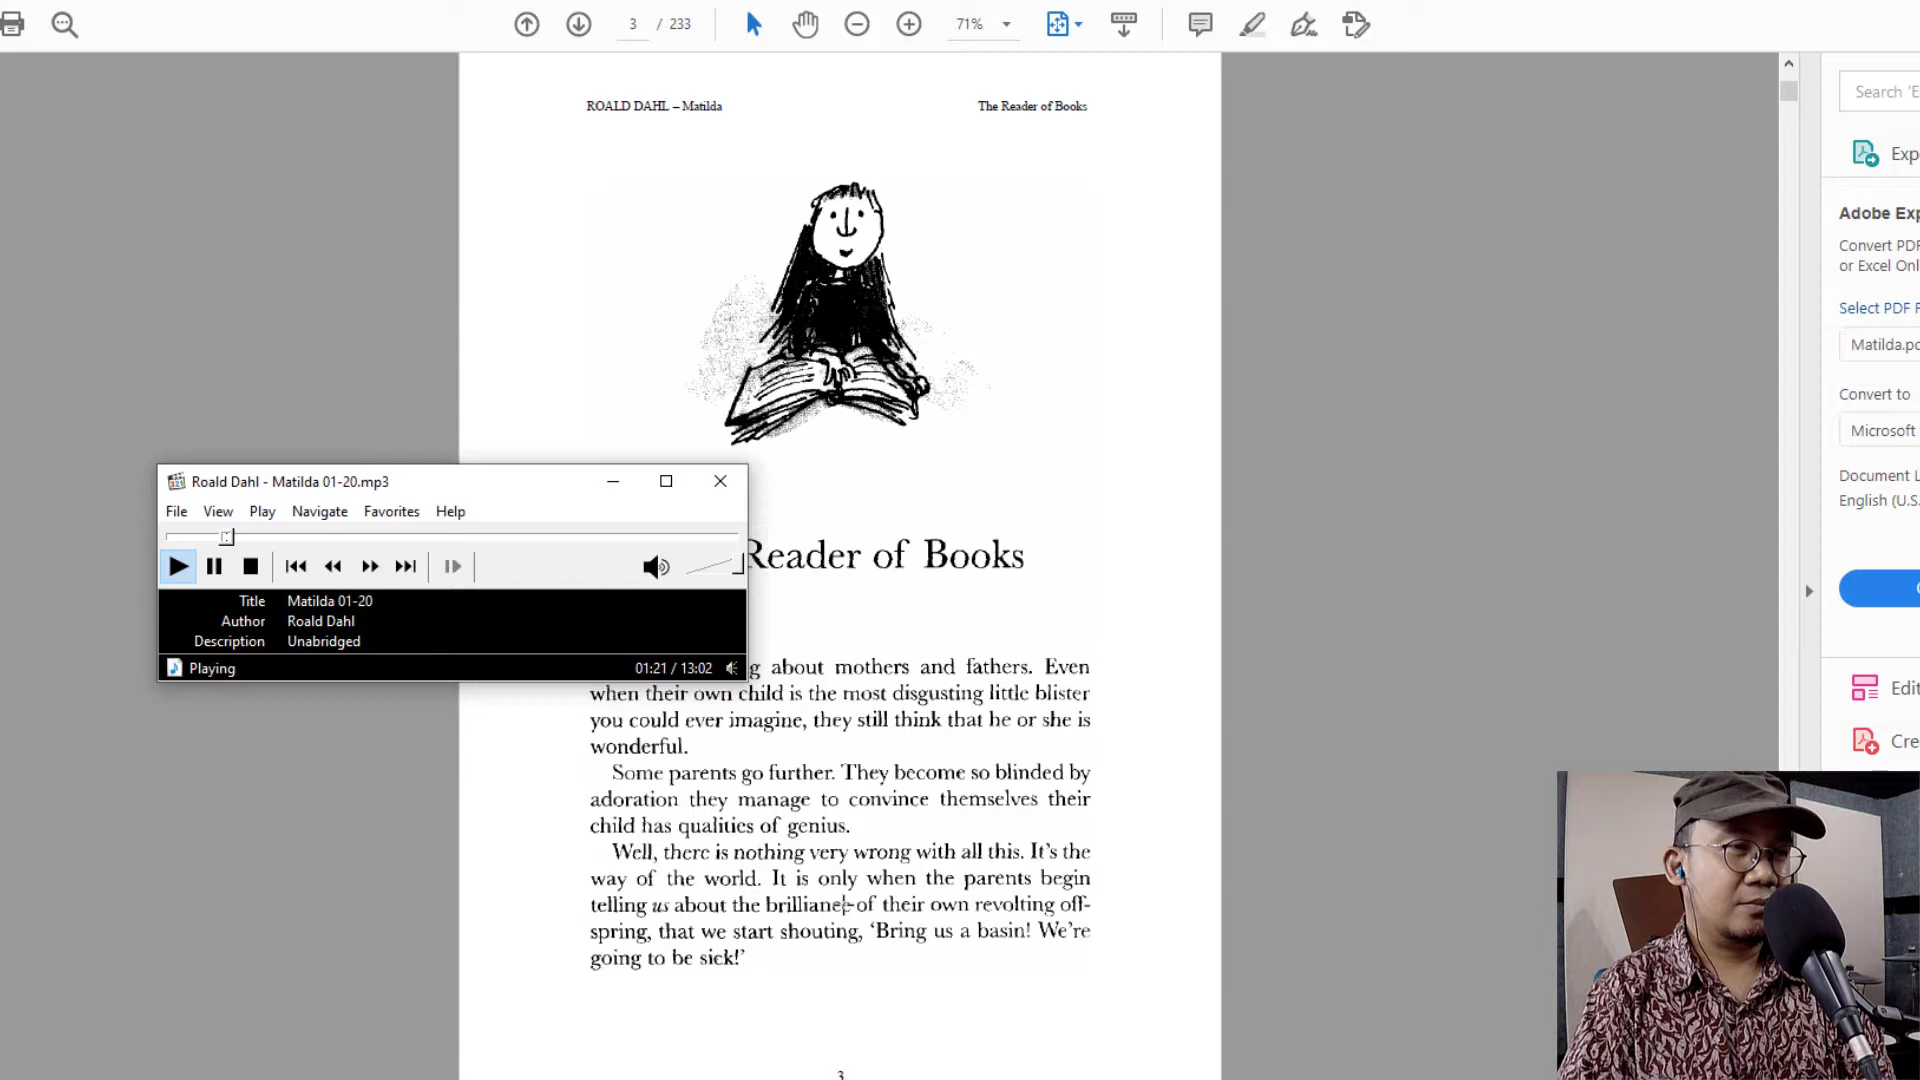 3 / 233
71%
ROALD DAHL – Matilda
The Reader of Books
Roald Dahl - Matilda 01-20.mp3
File View Play Navigate Favorites Help
Title Matilda 01-20
Author Roald Dahl
Description Unabridged
Playing 01:21 / 13:02
Reader of Books
g about mothers and fathers. Even
when their own child is the most disgusting little blister
you could ever imagine, they still think that he or she is
wonderful.
Some parents go further. They become so blinded by
adoration they manage to convince themselves their
child has qualities of genius.
Well, there is nothing very wrong with all this. It's the
way of the world. It is only when the parents begin
telling us about the brilliance of their own revolting off-
spring, that we start shouting, 'Bring us a basin! We're
going to be sick!'
3
Search 'E
Exp
Adobe Exp
Convert PDF
or Excel Onl
Select PDF F
Matilda.pd
Convert to
Microsoft
Document L
English (U.S.
Edit
Cre